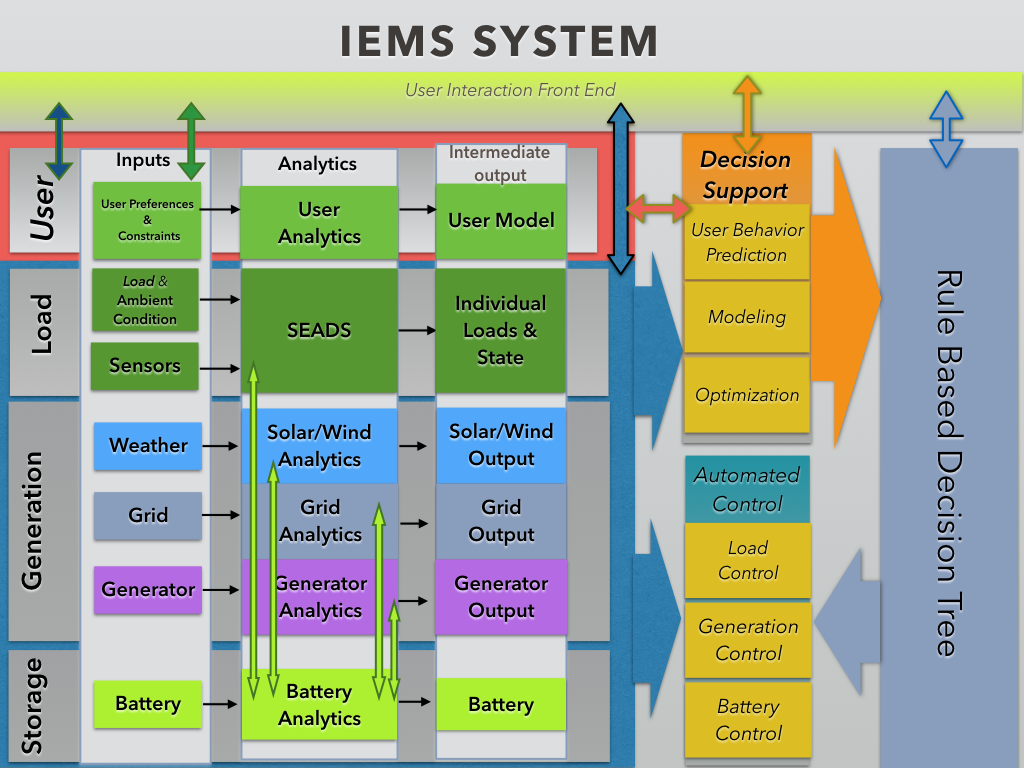 IEMS SYSTEM
User Interaction Front End
User
Inputs
User Preferences
&
Constraints
Analytics
User
Analytics
Intermediate
output
User Model
Load
Load &
Ambient
Condition
Sensors
SEADS
Individual
Loads &
State
Generation
Weather
Solar/Wind
Analytics
Solar/Wind
Output
Grid
Grid
Analytics
Grid
Output
Generator
Generator
Analytics
Generator
Output
Storage
Battery
Battery
Analytics
Battery
Decision
Support
User Behavior
Prediction
Modeling
Optimization
Automated
Control
Load
Control
Generation
Control
Battery
Control
Rule Based Decision Tree